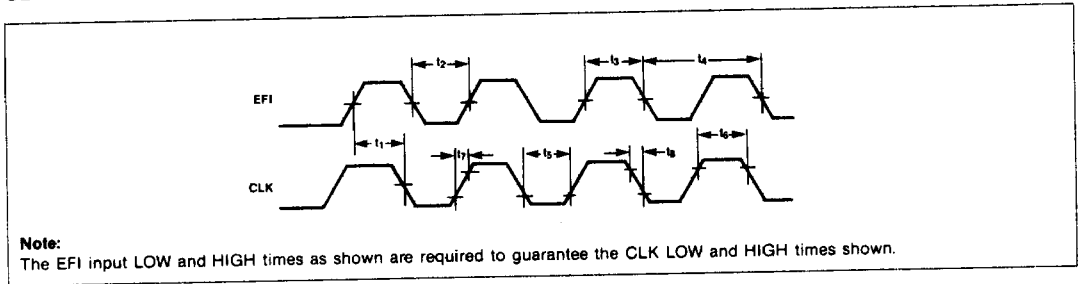 t2
t3
t4
EFI
t1
t7
t5
t8
t6
CLK
Note:
The EFI input LOW and HIGH times as shown are required to guarantee the CLK LOW and HIGH times shown.